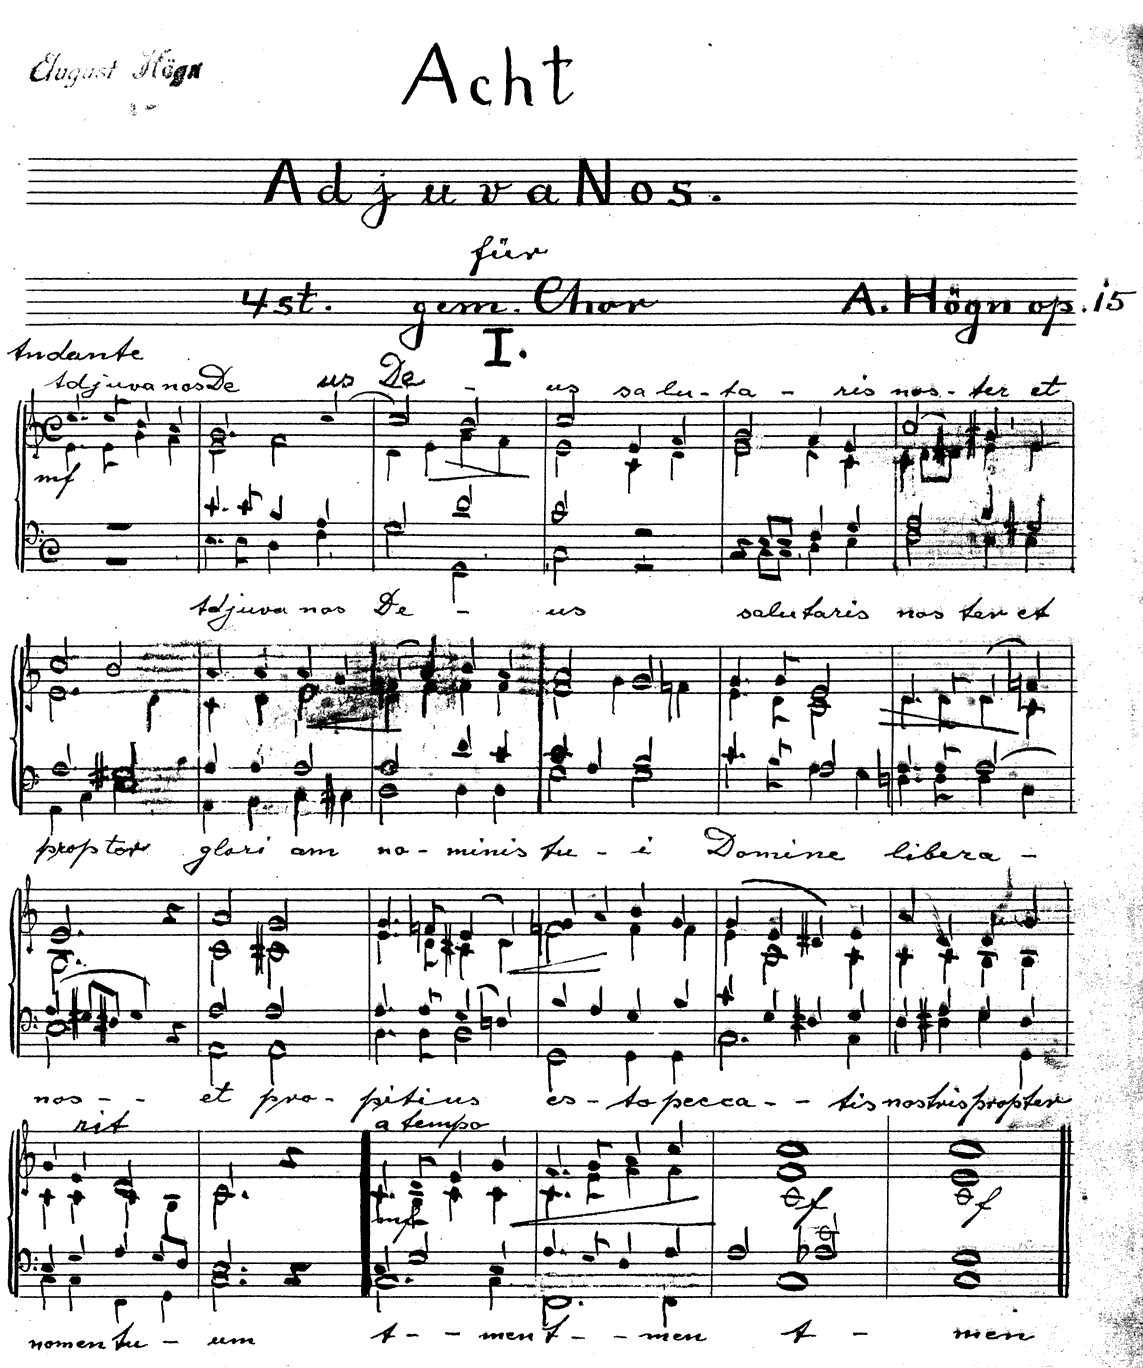 August Högn
Acht
Adjuva Nos.
für
4 st. gem. Chor A. Högn op. 15
I.
Andante
Adjuva nos De us De - us salu - ta - ris nos - ter et
mf
Adjuva nos De - us salutaris nos ter et
propter glori am no - minis tu - i Domine libera -
nos - - et pro - pitius es - to pecca - - tis nostris propter
rit a tempo
mf f f
nomen tu - um A - - men A - - men A - men